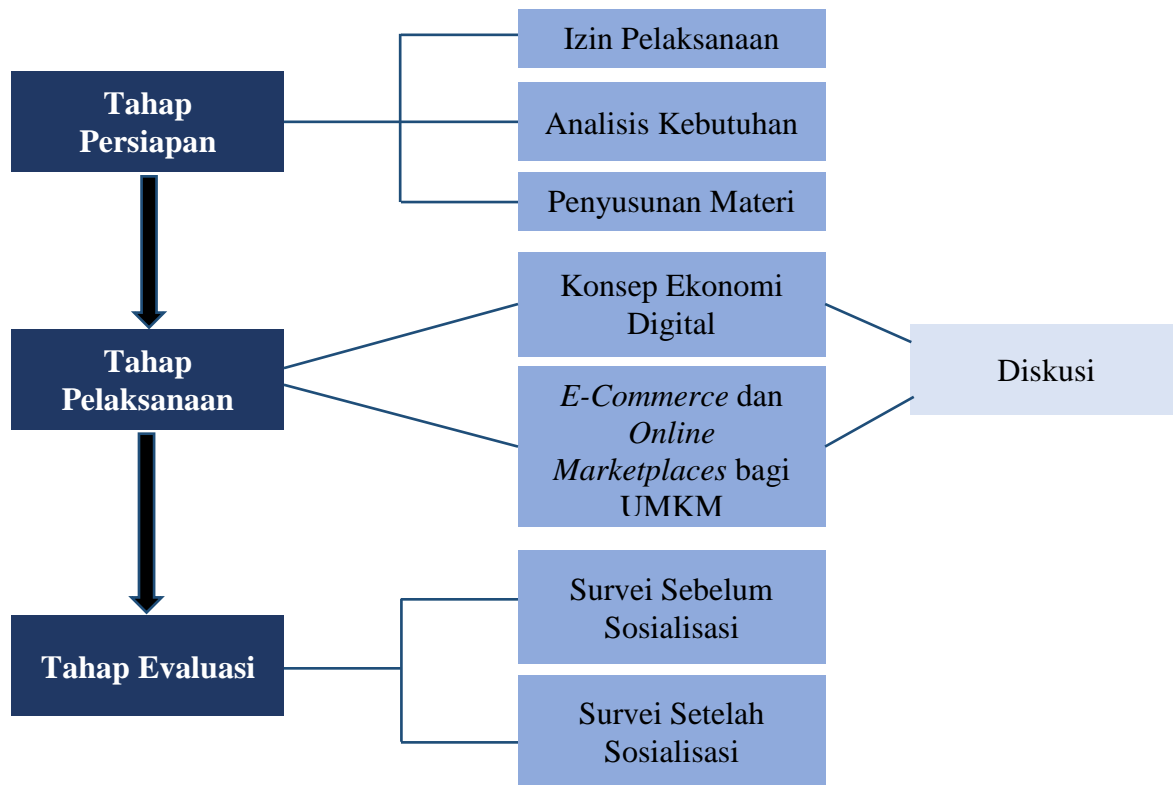 Izin Pelaksanaan
Tahap
Persiapan
Analisis Kebutuhan
Penyusunan Materi
Konsep Ekonomi
Digital
Tahap
Pelaksanaan
Diskusi
E-Commerce dan
Online
Marketplaces bagi
UMKM
Survei Sebelum
Sosialisasi
Tahap Evaluasi
Survei Setelah
Sosialisasi